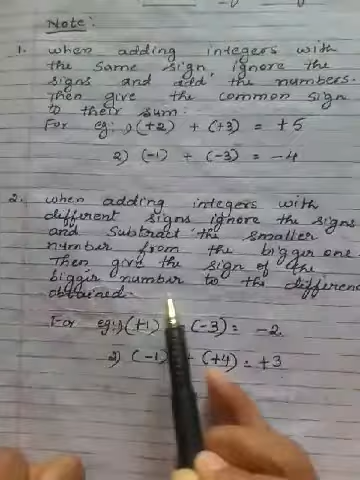 Note:
1. when adding integers with
the same sign ignore the
signs and add the numbers.
Then give the common sign
to their sum.
For eg: 1) (+2) + (+3) = +5
2) (-1) + (-3) = -4
2. when adding integers with
different signs ignore the signs
and subtract the smaller
number from the bigger one.
Then give the sign of the
bigger number to the differen
obtained.
For eg: 1) (+1) (-3) = -2
2) (-1) + (+4) = +3